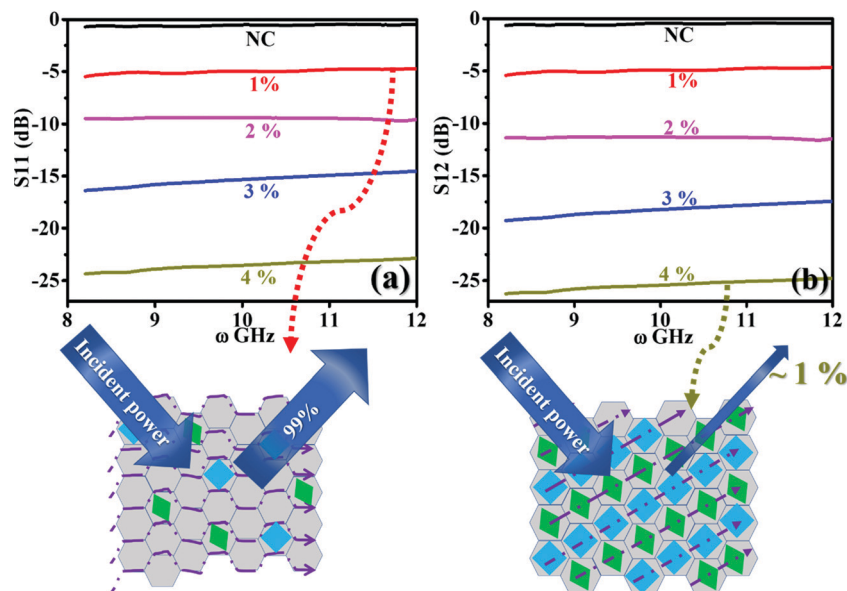 0
-5
-10
-15
-20
-25
S11 (dB)
NC
1%
2 %
3 %
4 %
(a)
8
9
10
11
12
ω GHz
0
-5
-10
-15
-20
-25
S12 (dB)
NC
1%
2 %
3 %
4 %
(b)
8
9
10
11
12
ω GHz
Incident power
99%
Incident power
~ 1 %